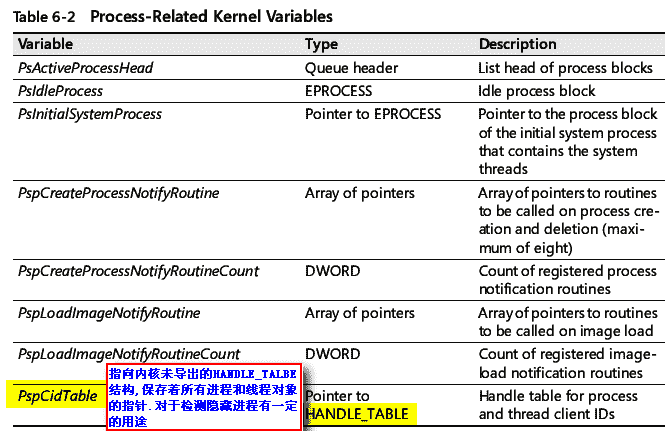 Table 6-2 Process-Related Kernel Variables
Variable Type Description
PsActiveProcessHead Queue header List head of process blocks
PsIdleProcess EPROCESS Idle process block
PsInitialSystemProcess Pointer to EPROCESS Pointer to the process block
of the initial system process
that contains the system
threads
PspCreateProcessNotifyRoutine Array of pointers Array of pointers to routines
to be called on process cre-
ation and deletion (maxi-
mum of eight)
PspCreateProcessNotifyRoutineCount DWORD Count of registered process
notification routines
PspLoadImageNotifyRoutine Array of pointers Array of pointers to routines
to be called on image load
PspLoadImageNotifyRoutineCount DWORD Count of registered image-
load notification routines
PspCidTable Pointer to Handle table for process
HANDLE_TABLE and thread client IDs
指向内核未导出的HANDLE_TALBE
结构,保存着所有进程和线程对象
的指针.对于检测隐藏进程有一定
的用途